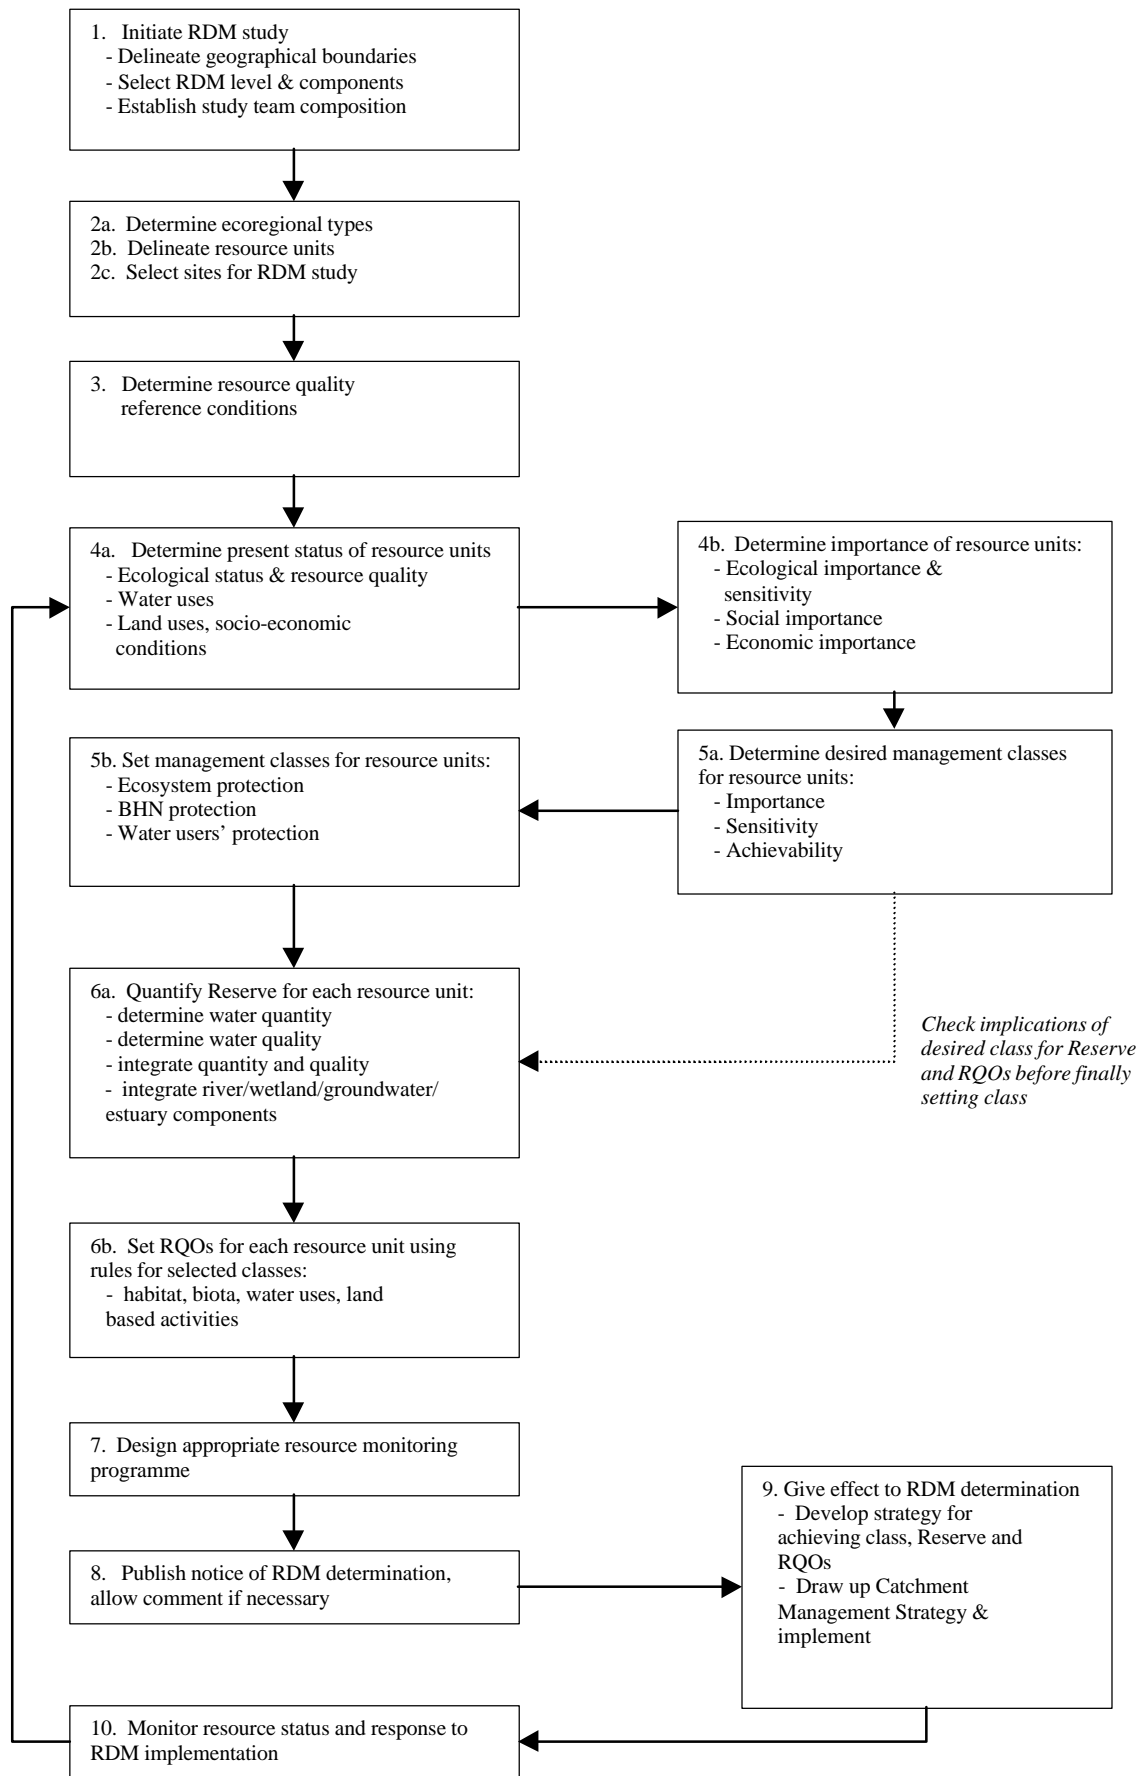 1. Initiate RDM study
- Delineate geographical boundaries
- Select RDM level & components
- Establish study team composition
2a. Determine ecoregional types
2b. Delineate resource units
2c. Select sites for RDM study
3. Determine resource quality
reference conditions
4a. Determine present status of resource units
- Ecological status & resource quality
- Water uses
- Land uses, socio-economic
conditions
4b. Determine importance of resource units:
- Ecological importance &
sensitivity
- Social importance
- Economic importance
5a. Determine desired management classes
for resource units:
- Importance
- Sensitivity
- Achievability
5b. Set management classes for resource units:
- Ecosystem protection
- BHN protection
- Water users’ protection
6a. Quantify Reserve for each resource unit:
- determine water quantity
- determine water quality
- integrate quantity and quality
- integrate river/wetland/groundwater/
estuary components
Check implications of
desired class for Reserve
and RQOs before finally
setting class
6b. Set RQOs for each resource unit using
rules for selected classes:
- habitat, biota, water uses, land
based activities
7. Design appropriate resource monitoring
programme
8. Publish notice of RDM determination,
allow comment if necessary
9. Give effect to RDM determination
- Develop strategy for
achieving class, Reserve and
RQOs
- Draw up Catchment
Management Strategy &
implement
10. Monitor resource status and response to
RDM implementation